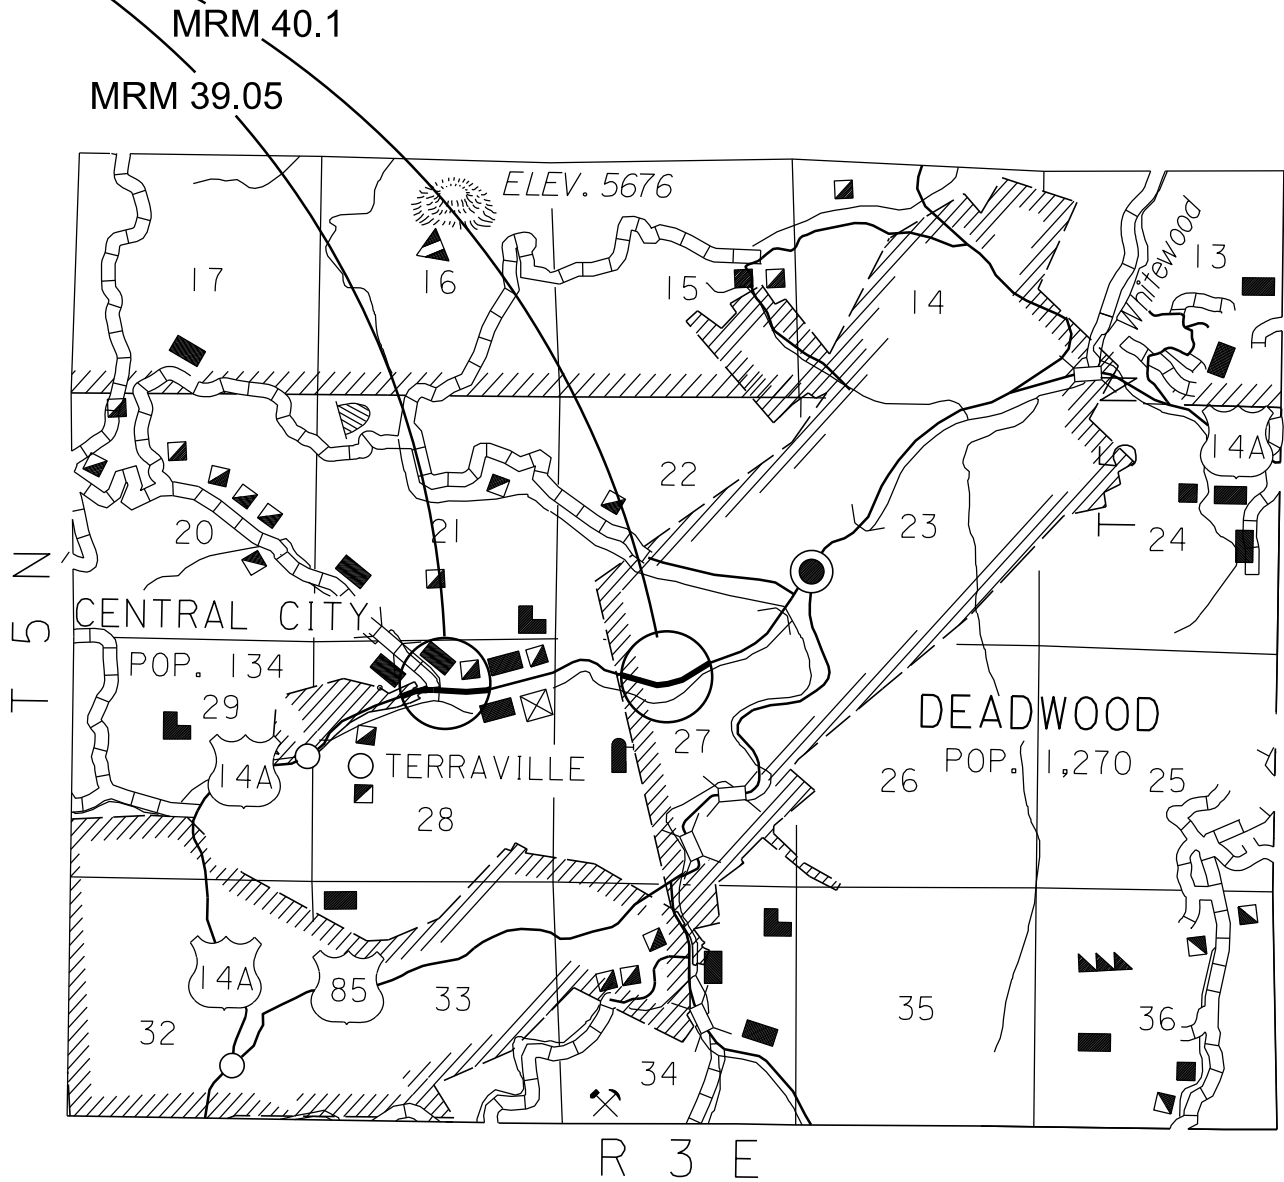 MRM 40.1
MRM 39.05
ELEV. 5676
17
16
15
14
13
Whitewood
14A
22
20
21
23
24
T 5 N
CENTRAL CITY
POP. 134
29
14A
TERRAVILLE
28
27
DEADWOOD
POP. 1,270
26
25
14A
85
33
32
34
35
36
R 3 E